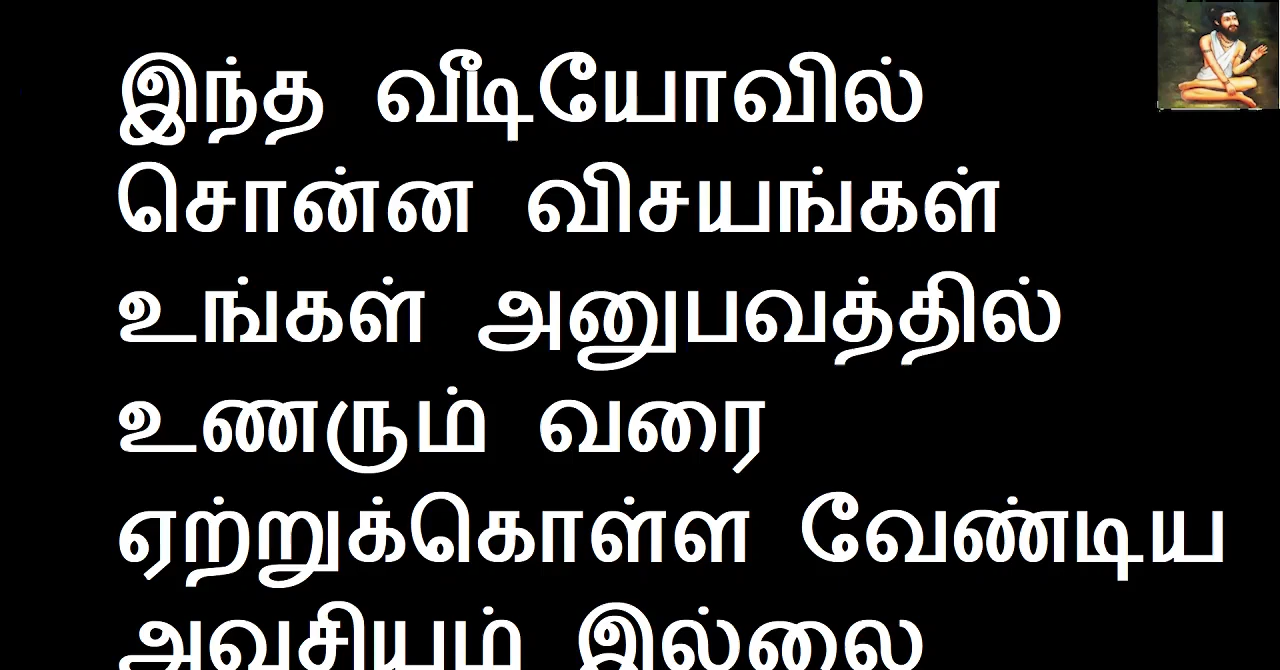 இந்த வீடியோவில்
சொன்ன விசயங்கள்
உங்கள் அனுபவத்தில்
உணரும் வரை
ஏற்றுக்கொள்ள வேண்டிய
அவசியம் இல்லை